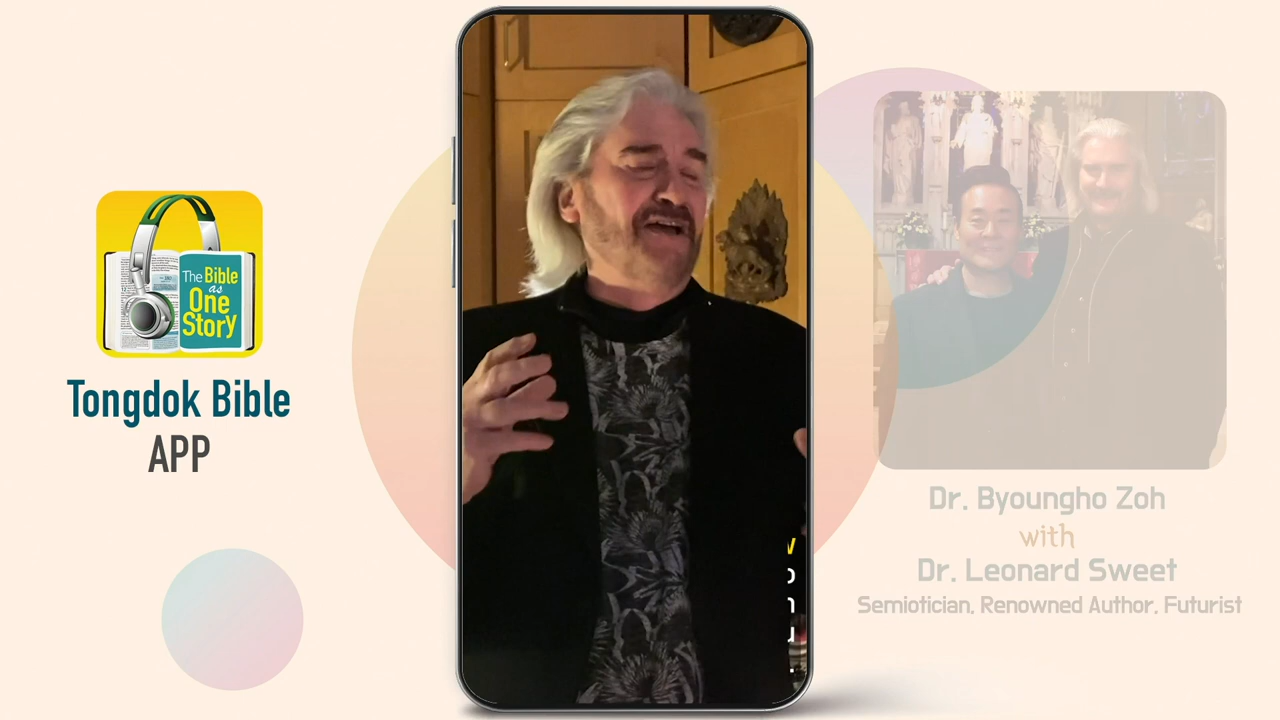 The Bible
as
One
Story
Tongdok Bible
APP
Dr. Byoungho Zoh
with
Dr. Leonard Sweet
Semiotician, Renowned Author, Futurist